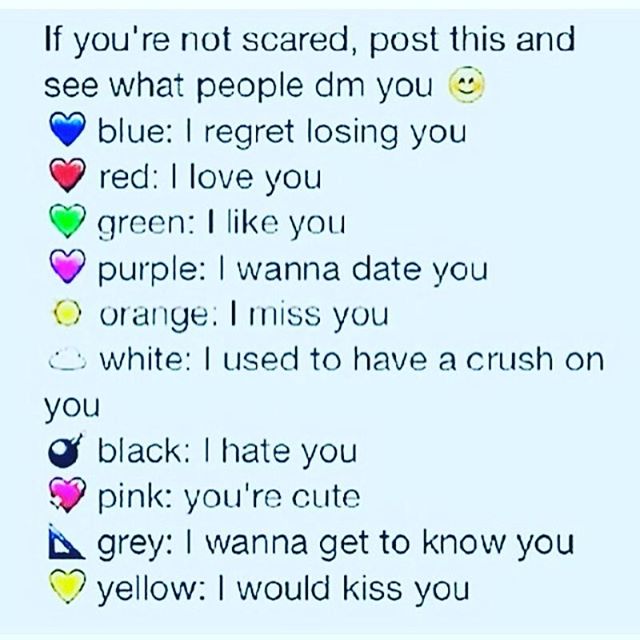 If you're not scared, post this and
see what people dm you 😊
💙 blue: I regret losing you
❤️ red: I love you
💚 green: I like you
💜 purple: I wanna date you
🌞 orange: I miss you
☁️ white: I used to have a crush on
you
💣 black: I hate you
💖 pink: you're cute
📐 grey: I wanna get to know you
💛 yellow: I would kiss you